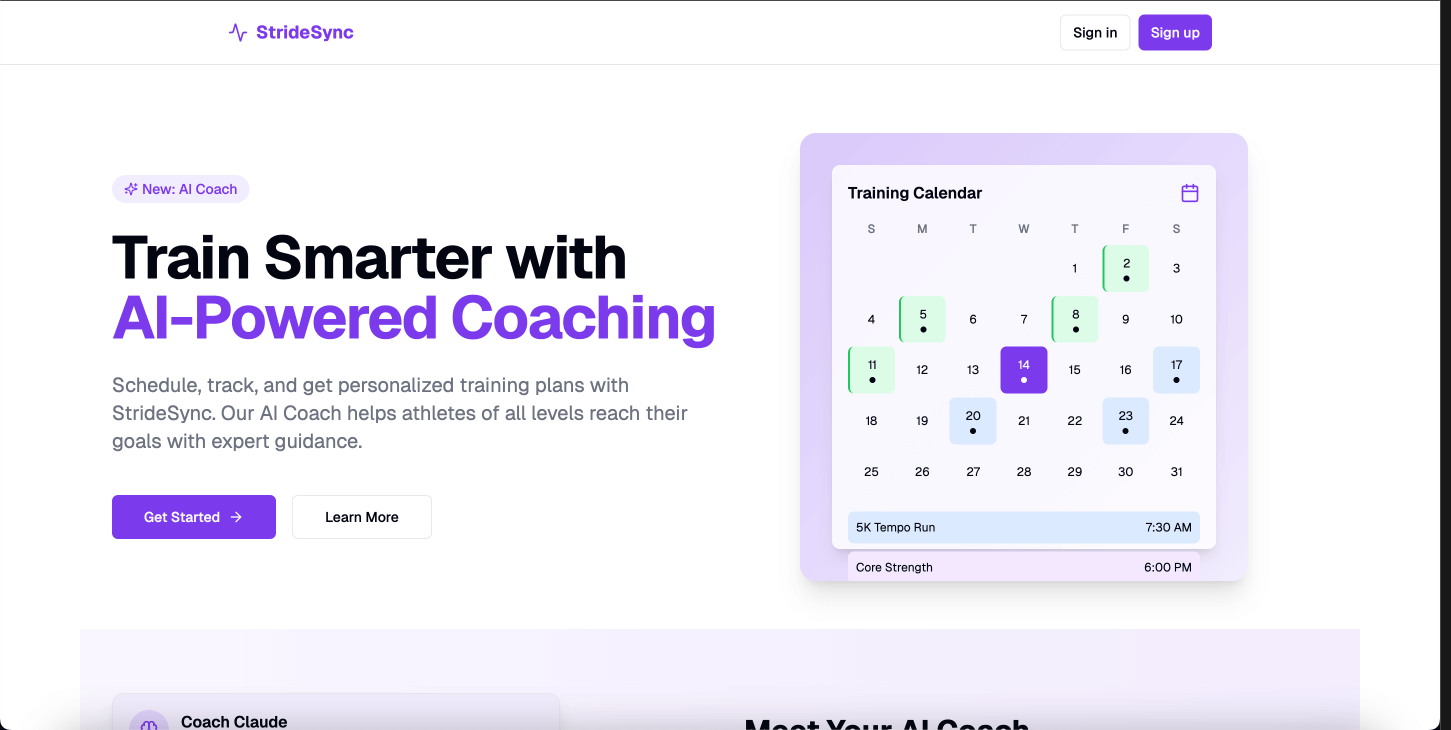 StrideSync
Sign in
Sign up
New: AI Coach
Train Smarter with
AI-Powered Coaching
Schedule, track, and get personalized training plans with
StrideSync. Our AI Coach helps athletes of all levels reach their
goals with expert guidance.
Get Started
Learn More
Training Calendar
S M T W T F S
1 2 3
4 5 6 7 8 9 10
11 12 13 14 15 16 17
18 19 20 21 22 23 24
25 26 27 28 29 30 31
5K Tempo Run 7:30 AM
Core Strength 6:00 PM
Coach Claude
Meet Your AI Coach